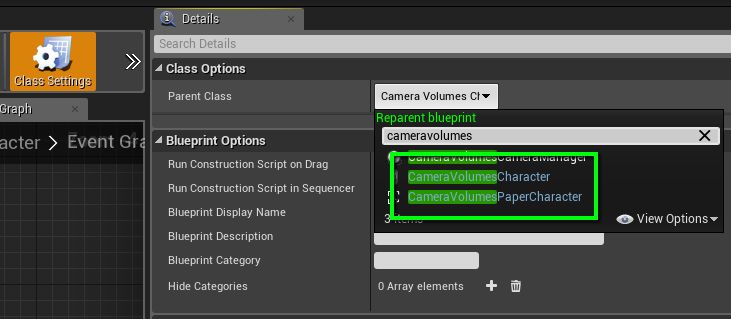 Details
Search Details
Class Settings
Class Options
Parent Class
Camera Volumes Ch
Graph
Reparent blueprint
cameravolumes
acter > Event Gra
Blueprint Options
CameraVolumesCameraManager
Run Construction Script on Drag
CameraVolumesCharacter
Run Construction Script in Sequencer
CameraVolumesPaperCharacter
Blueprint Display Name
3 items
View Options
Blueprint Description
Blueprint Category
Hide Categories
0 Array elements